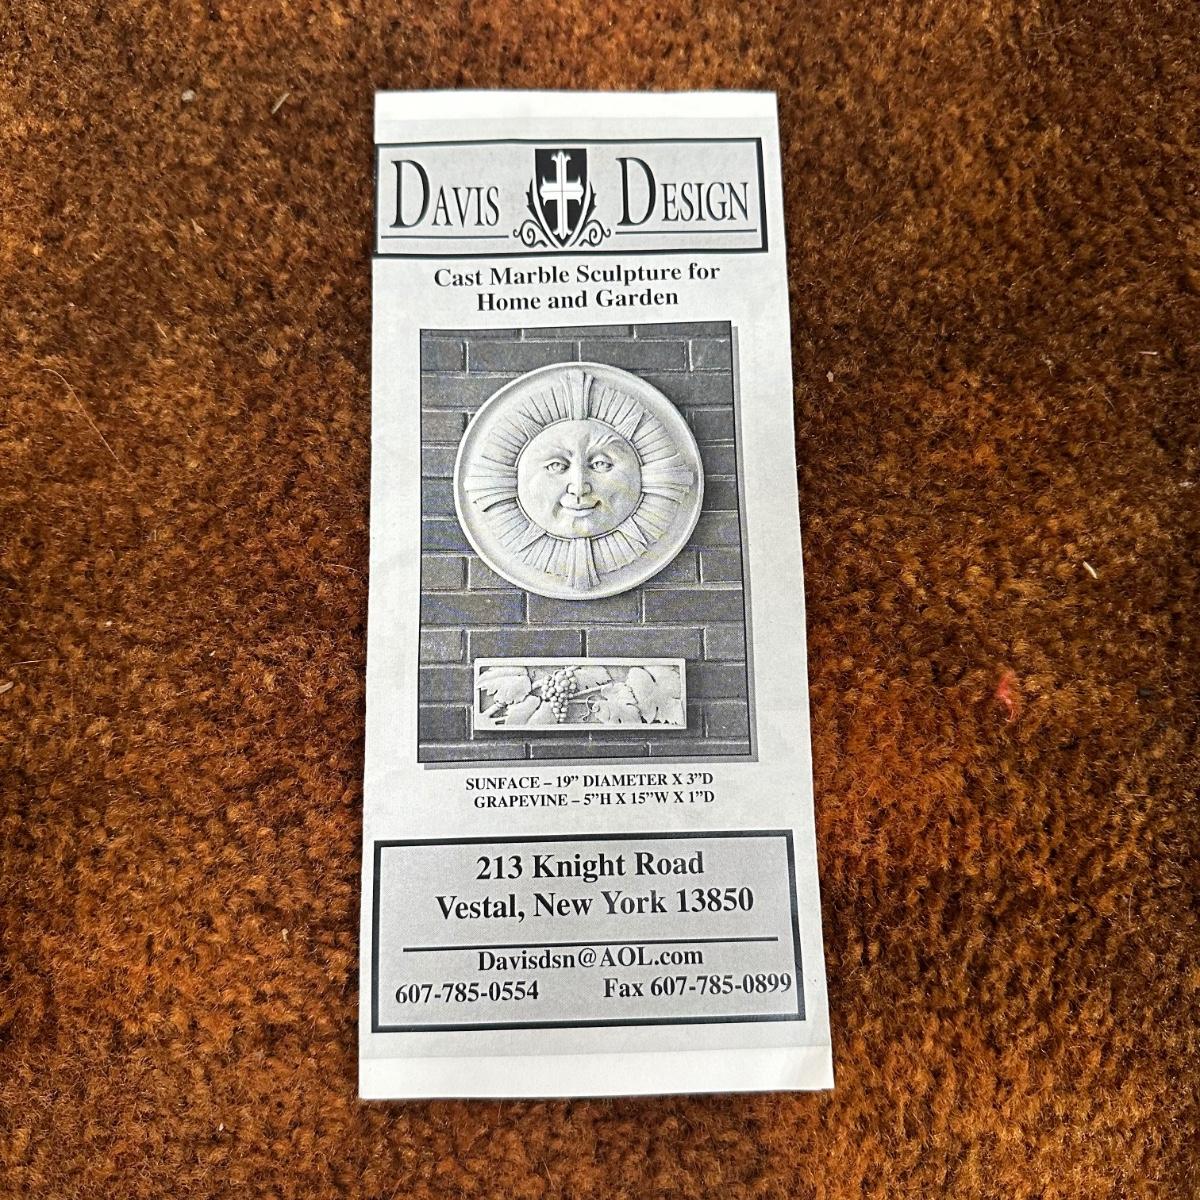 DAVIS DESIGN
Cast Marble Sculpture for
Home and Garden
SUNFACE – 19” DIAMETER X 3”D
GRAPEVINE – 5”H X 15”W X 1”D
213 Knight Road
Vestal, New York 13850
Davisdsn@AOL.com
607-785-0554 Fax 607-785-0899